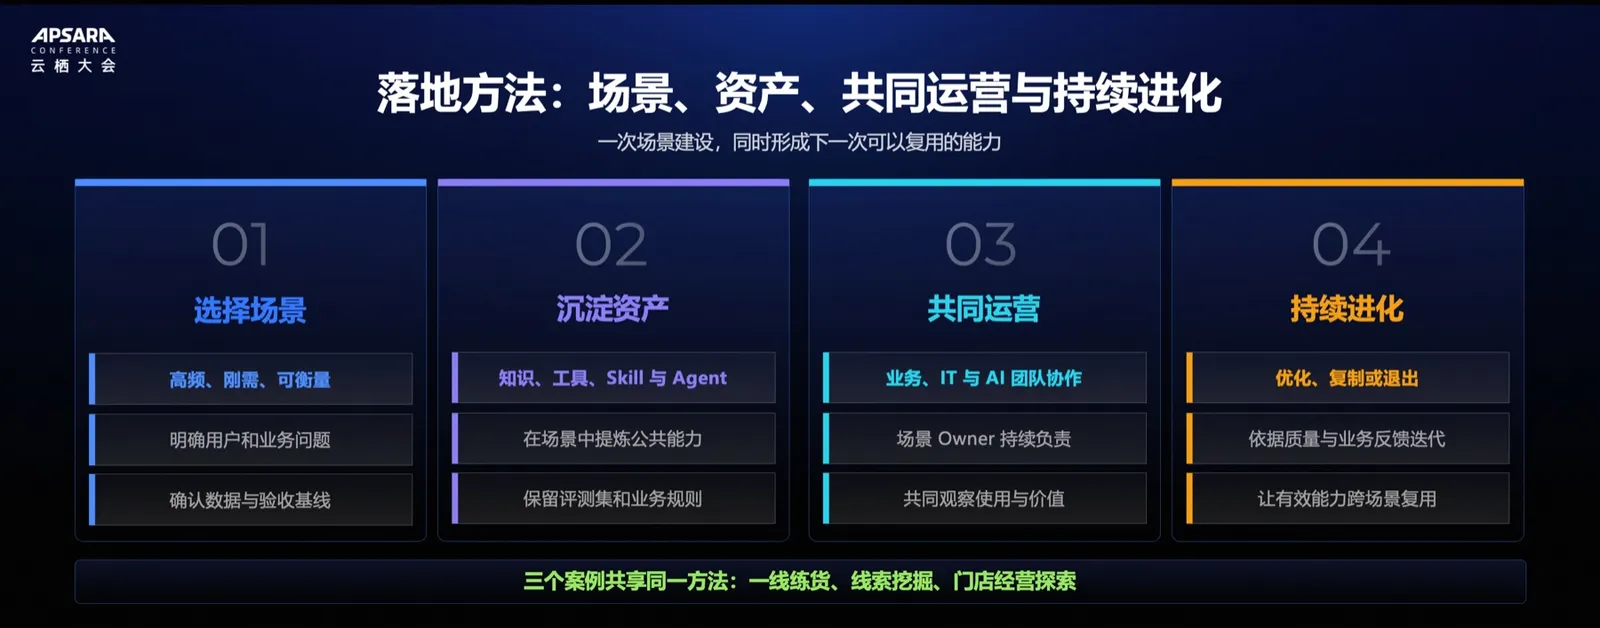 APSARA
CONFERENCE
云栖大会
落地方法：场景、资产、共同运营与持续进化
一次场景建设，同时形成下一次可以复用的能力
01
选择场景
高频、刚需、可衡量
明确用户和业务问题
确认数据与验收基线
02
沉淀资产
知识、工具、Skill 与 Agent
在场景中提炼公共能力
保留评测集和业务规则
03
共同运营
业务、IT 与 AI 团队协作
场景 Owner 持续负责
共同观察使用与价值
04
持续进化
优化、复制或退出
依据质量与业务反馈迭代
让有效能力跨场景复用
三个案例共享同一方法：一线练货、线索挖掘、门店经营探索